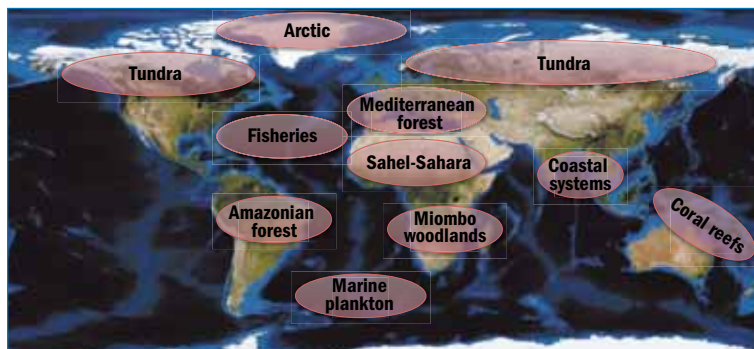 Arctic
Tundra
Tundra
Mediterranean
forest
Fisheries
Sahel-Sahara
Coastal
systems
Amazonian
forest
Miombo
woodlands
Coral reefs
Marine
plankton